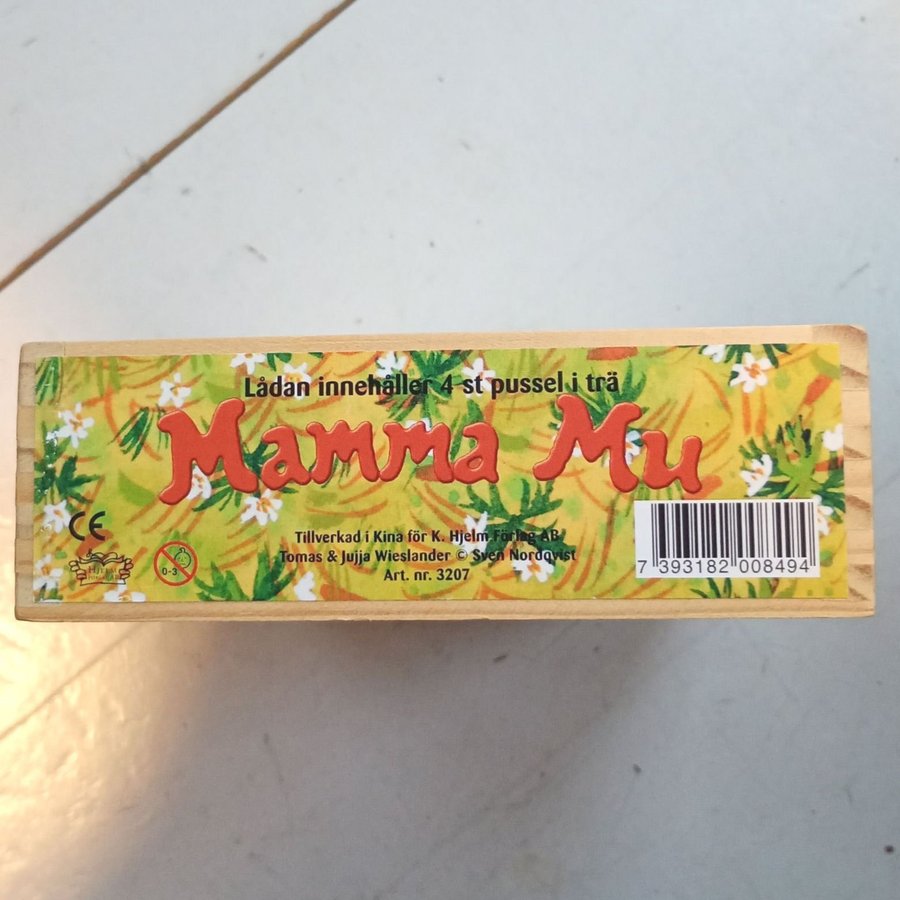 Lådan innehåller 4 st pussel i trä
Mamma Mu
CE
0-3
Tillverkad i Kina för K. Hjelm Förlag AB
Tomas & Jujja Wieslander © Sven Nordqvist
Art. nr. 3207
7 393182 008494